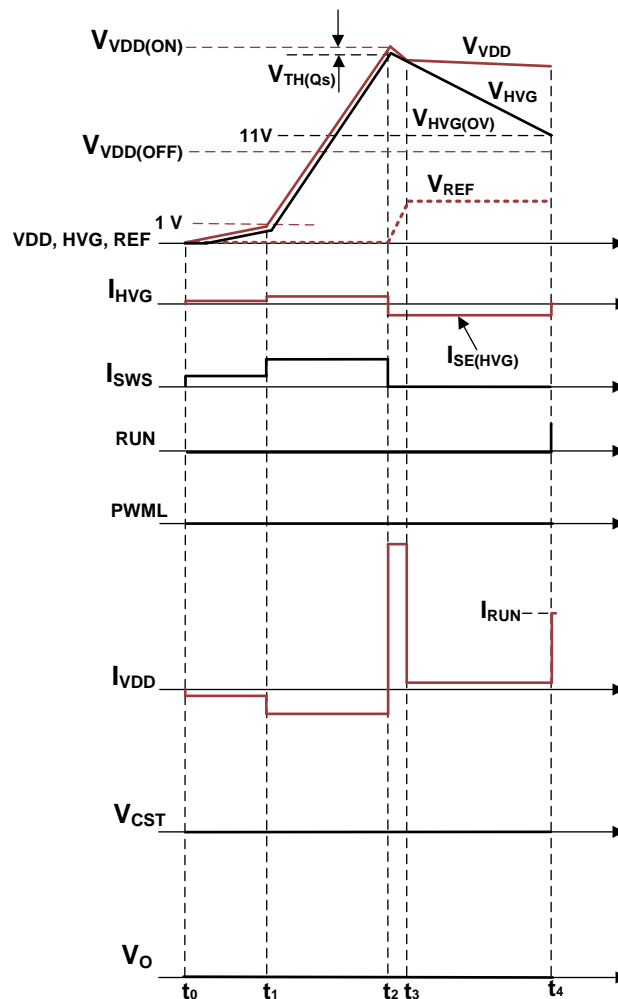 VVDD(ON)
VTH(Qs)
VVDD
VHVG
VHVG(OV)
11V
VVDD(OFF)
VREF
1 V
VDD, HVG, REF
IHVG
ISE(HVG)
ISWS
RUN
PWML
IRUN
IVDD
VCST
VO
t0 t1 t2 t3 t4